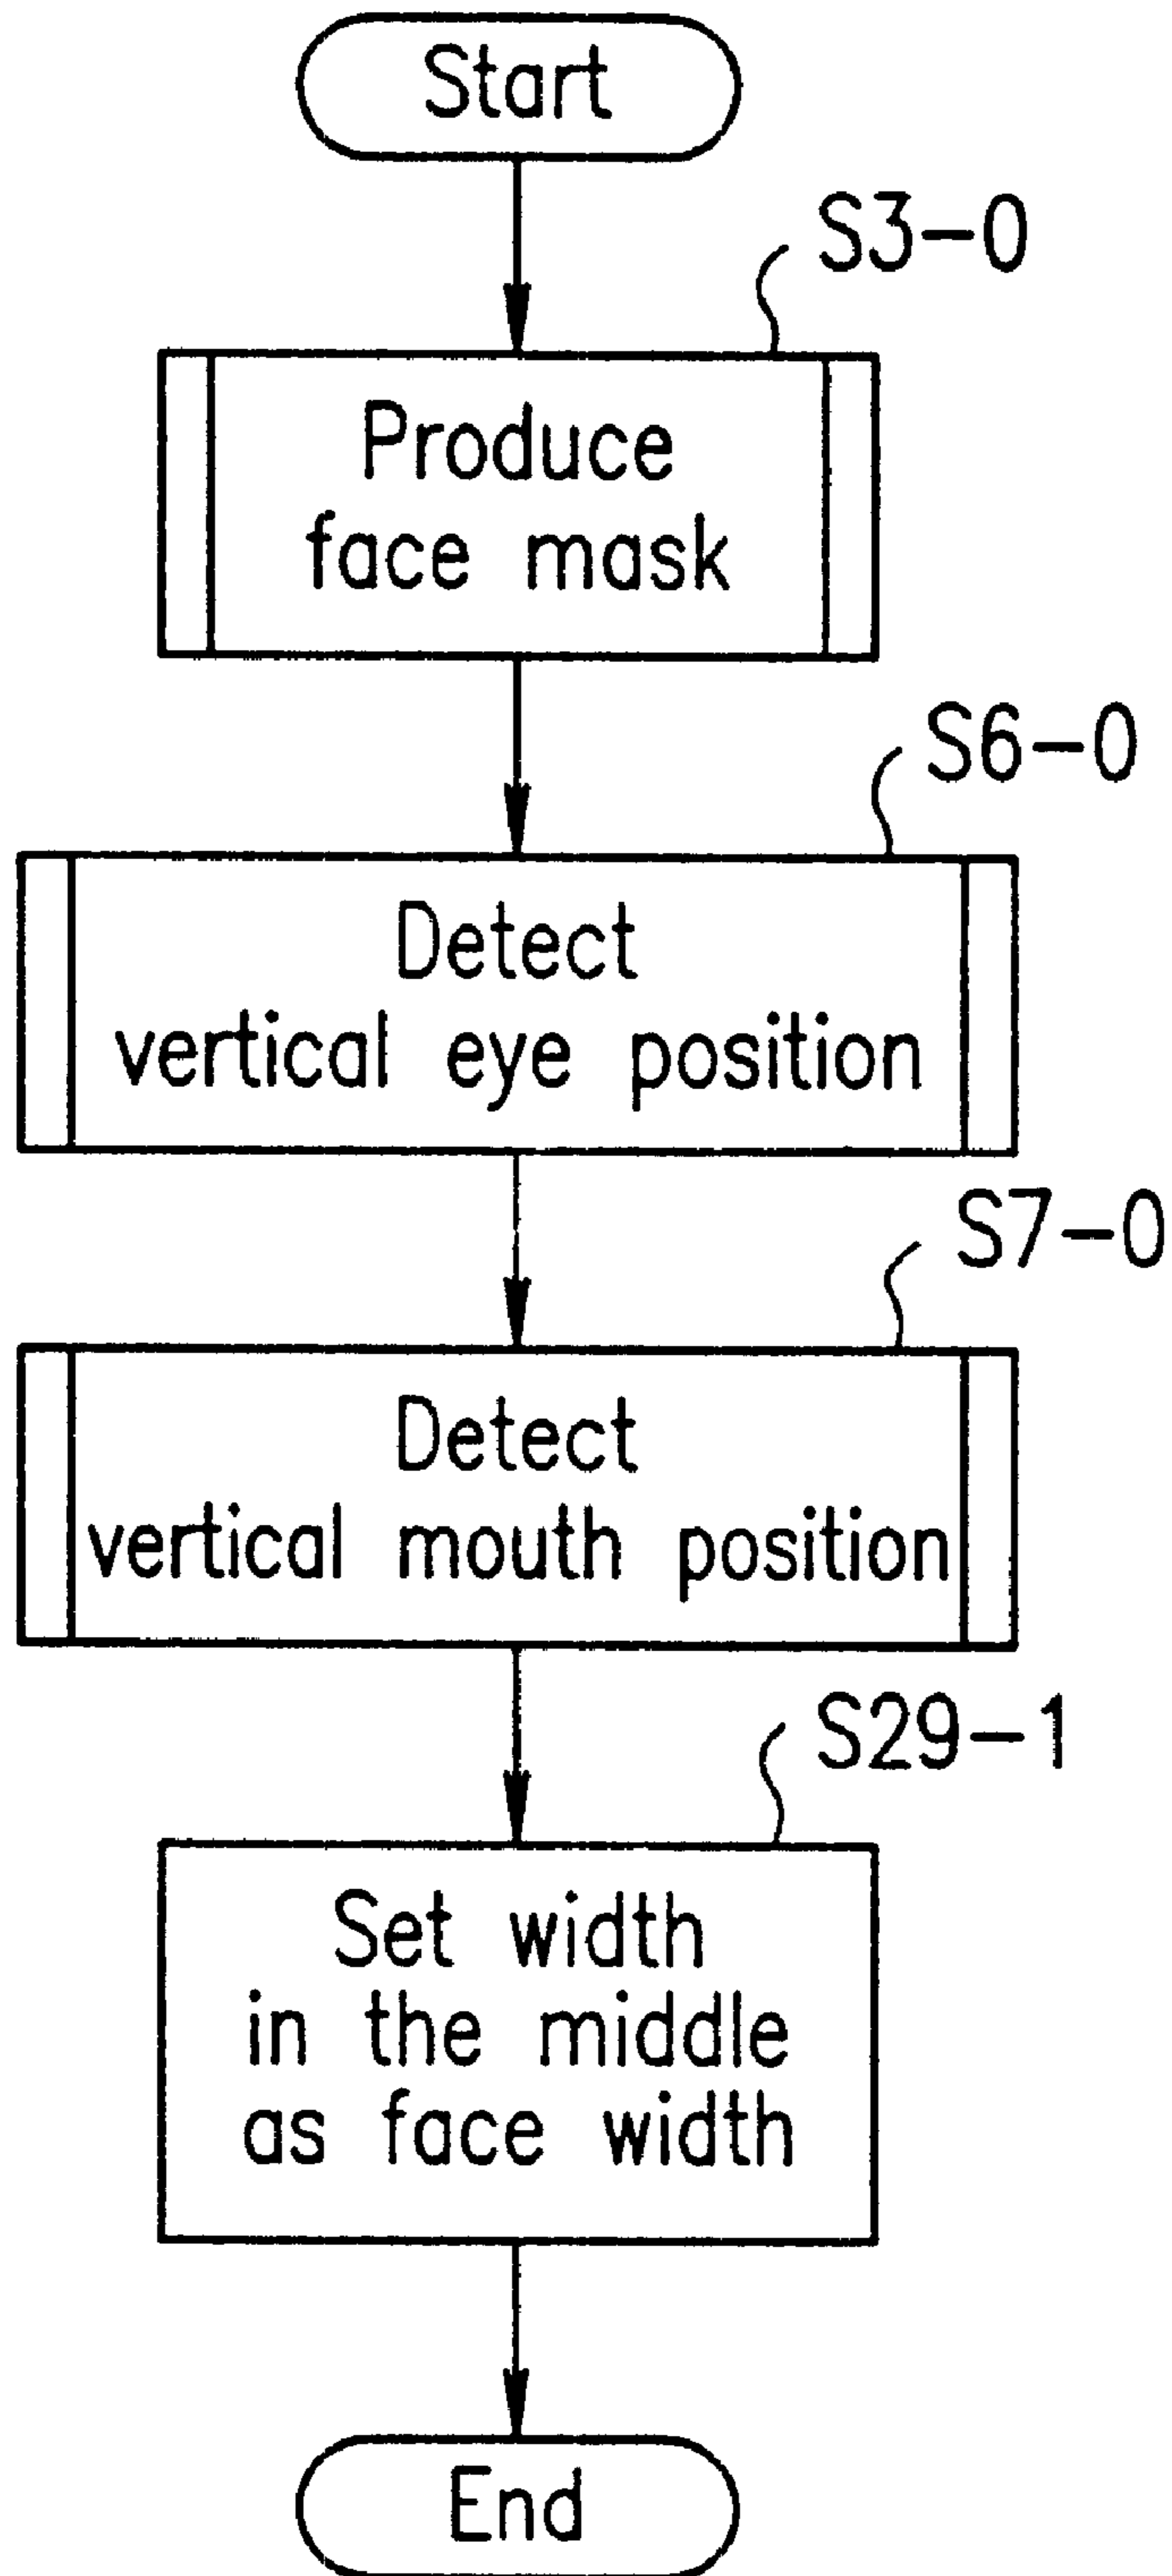 Start
S3-0
Produce
face mask
S6-0
Detect
vertical eye position
S7-0
Detect
vertical mouth position
S29-1
Set width
in the middle
as face width
End